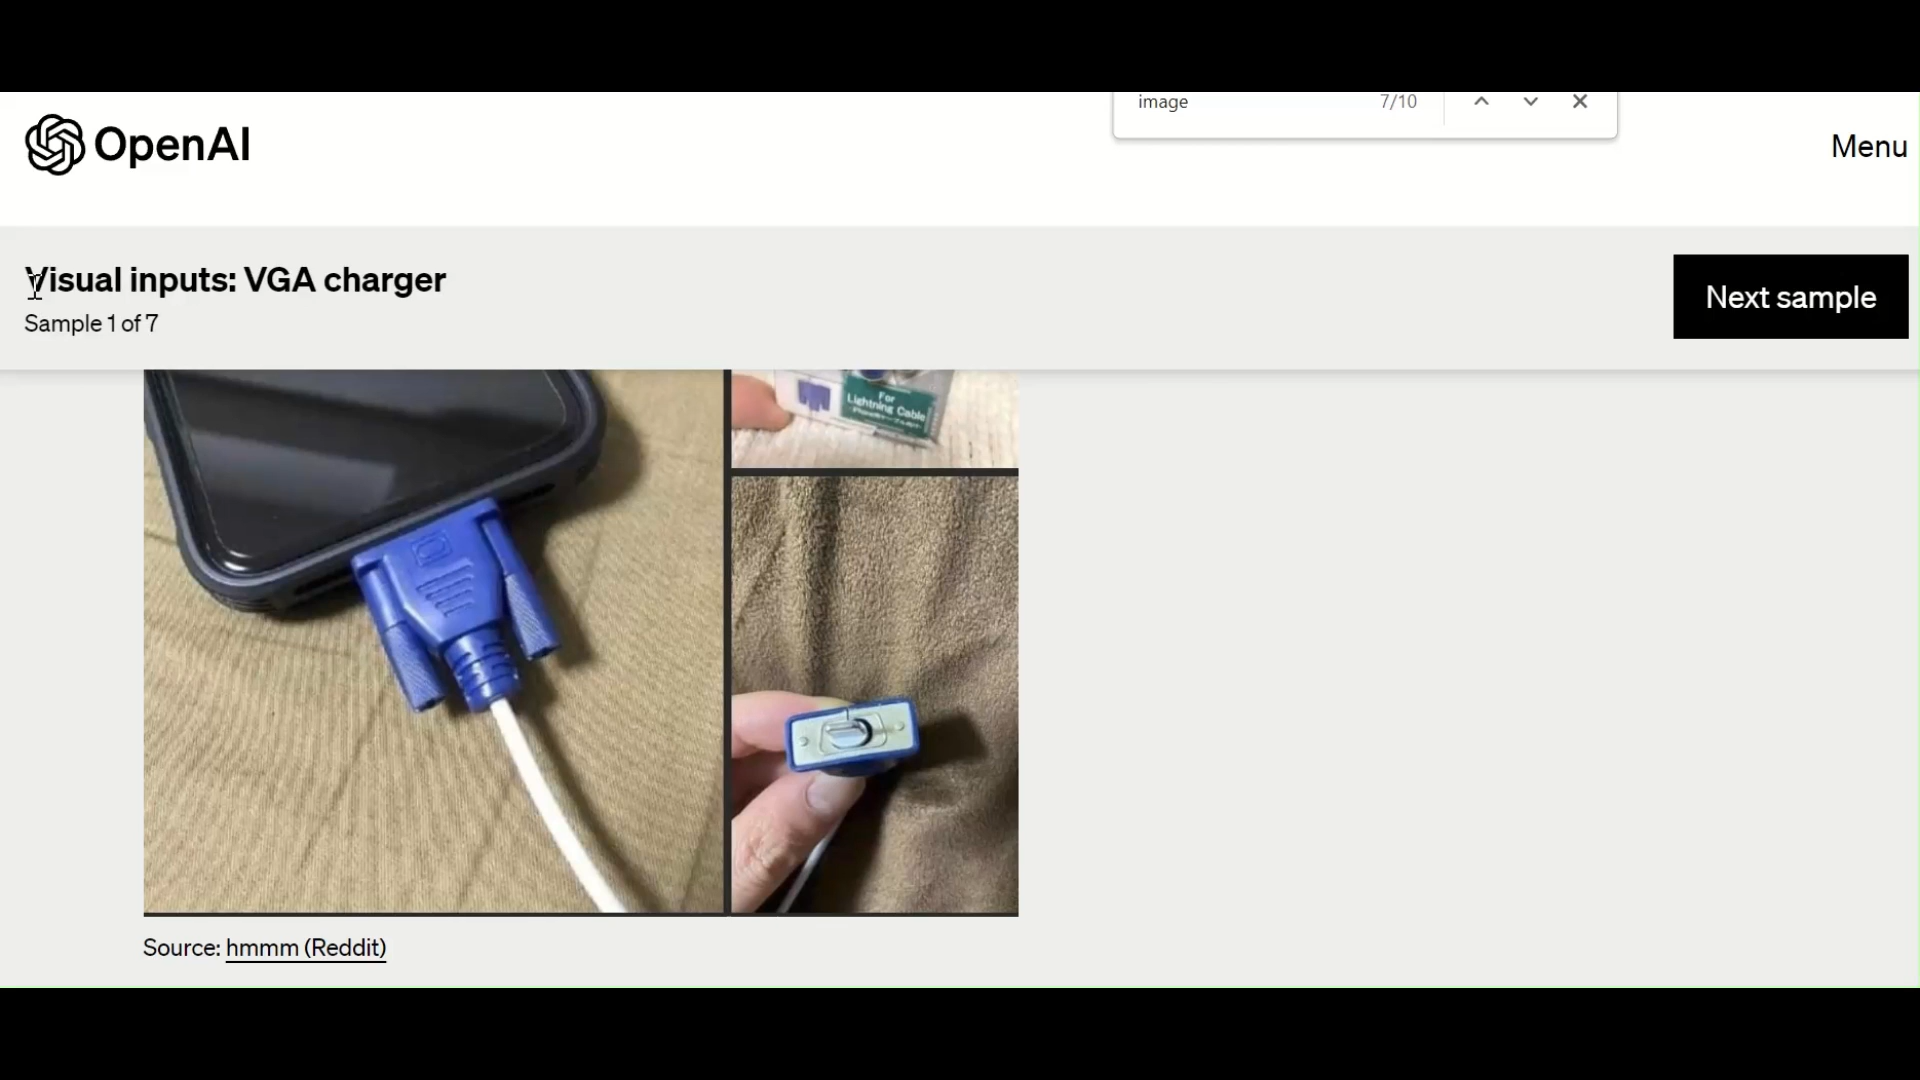 image 7/10
OpenAI
Menu
Visual inputs: VGA charger
Sample 1 of 7
Next sample
For
Lightning Cable
Source: hmmm (Reddit)